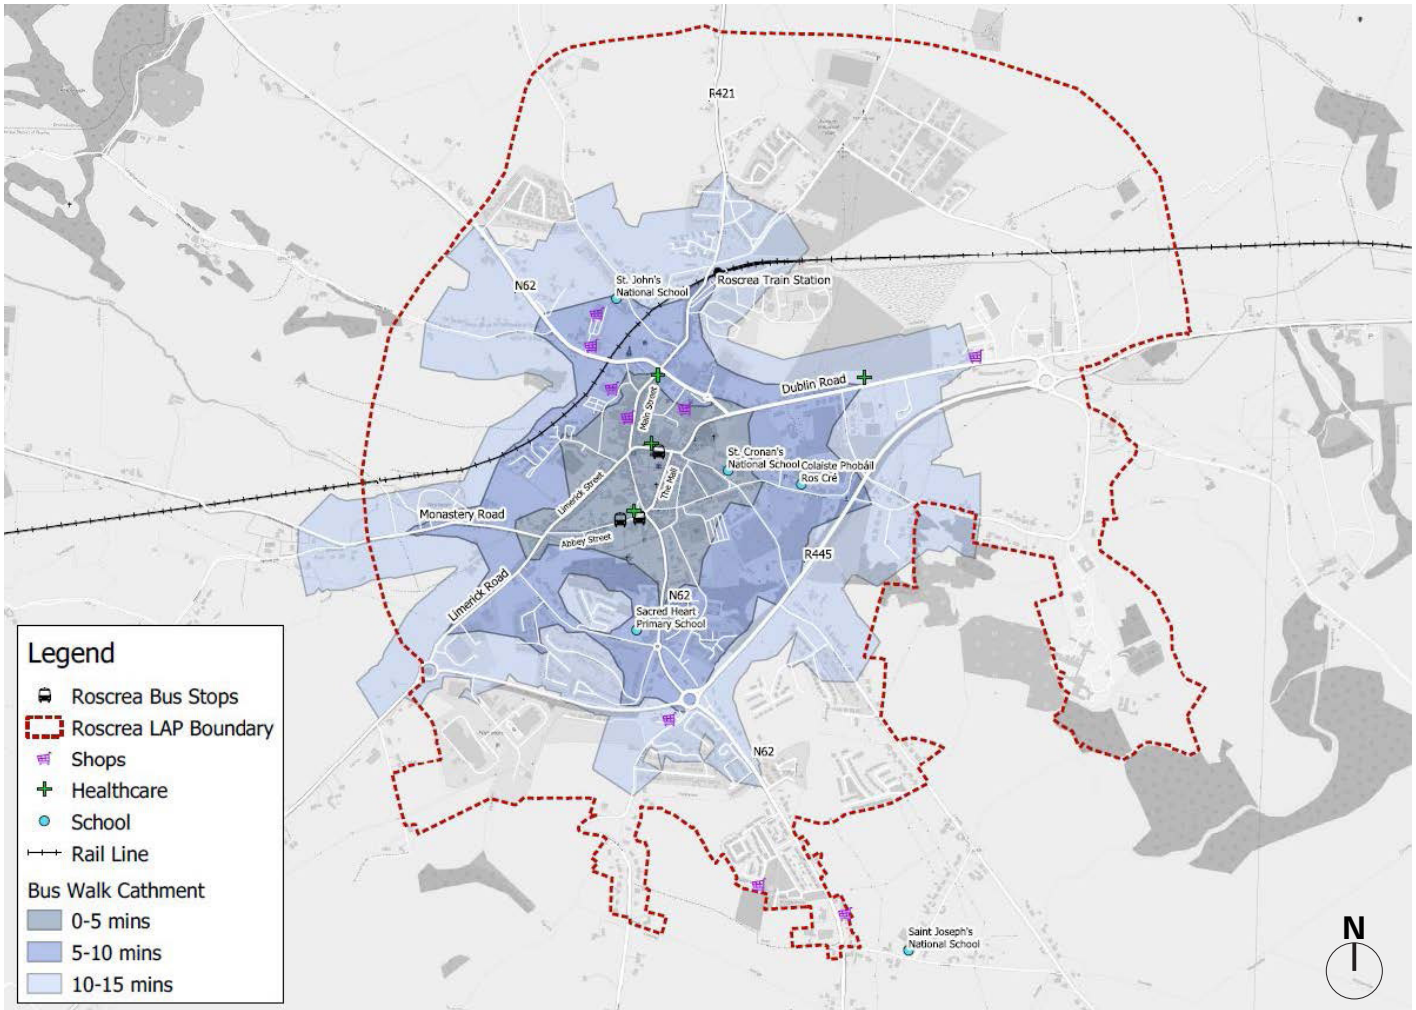 R421
N62
St. John's
National School
Roscrea Train Station
Dublin Road
Main Street
St. Cronan's
National School
Colaiste Phobáil
Ros Cré
The Mall
Limerick Street
Monastery Road
Abbey Street
R445
Limerick Road
N62
Sacred Heart
Primary School
N62
Saint Joseph's
National School
Legend
Roscrea Bus Stops
Roscrea LAP Boundary
Shops
Healthcare
School
Rail Line
Bus Walk Cathment
0-5 mins
5-10 mins
10-15 mins
N